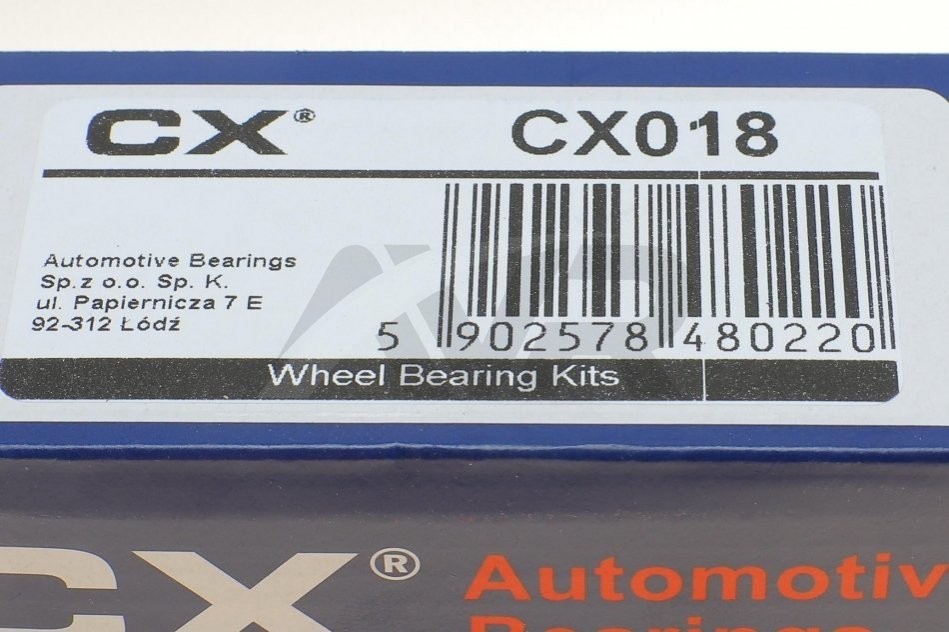 CX®
CX018
Automotive Bearings
Sp.z o.o. Sp. K.
ul. Papiernicza 7 E
92-312 Łódź
5 902578 480220
Wheel Bearing Kits
CX®
Automotiv
Bearings